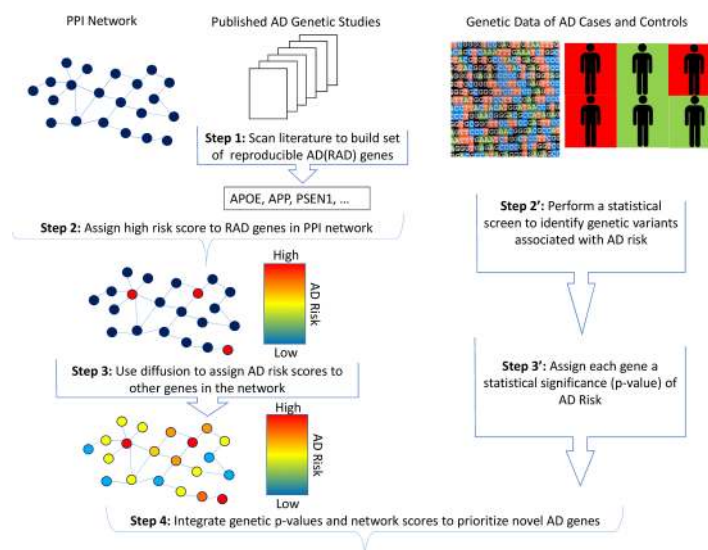 PPI Network
Published AD Genetic Studies
Genetic Data of AD Cases and Controls
Step 1: Scan literature to build set
of reproducible AD(RAD) genes
APOE, APP, PSEN1, ...
Step 2: Assign high risk score to RAD genes in PPI network
High
AD Risk
Low
Step 3: Use diffusion to assign AD risk scores to
other genes in the network
High
AD Risk
Low
Step 2': Perform a statistical
screen to identify genetic variants
associated with AD risk
Step 3': Assign each gene a
statistical significance (p-value) of
AD Risk
Step 4: Integrate genetic p-values and network scores to prioritize novel AD genes